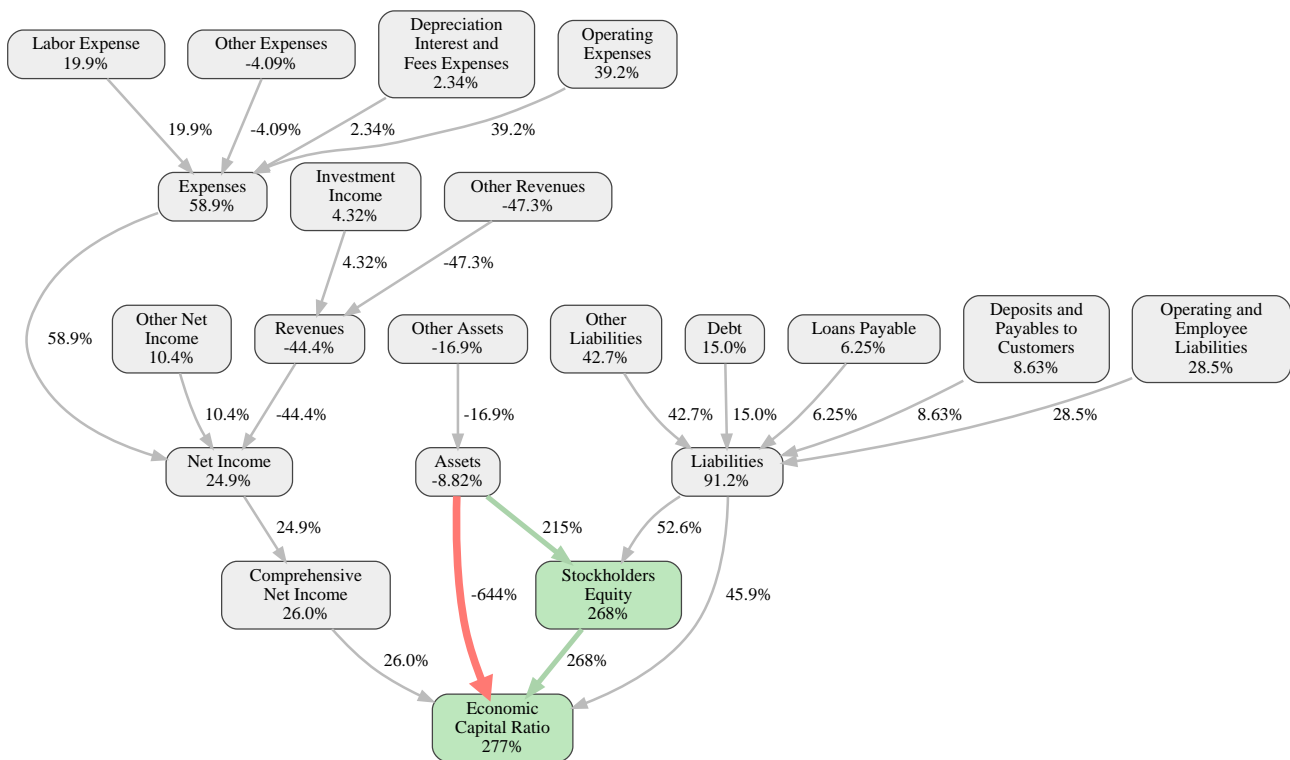 Labor Expense
19.9%
Other Expenses
-4.09%
Depreciation
Interest and
Fees Expenses
2.34%
Operating
Expenses
39.2%
19.9%
-4.09%
2.34%
39.2%
Expenses
58.9%
Investment
Income
4.32%
Other Revenues
-47.3%
4.32%
-47.3%
58.9%
Other Net
Income
10.4%
Revenues
-44.4%
Other Assets
-16.9%
Other
Liabilities
42.7%
Debt
15.0%
Loans Payable
6.25%
Deposits and
Payables to
Customers
8.63%
Operating and
Employee
Liabilities
28.5%
10.4%
-44.4%
-16.9%
42.7%
15.0%
6.25%
8.63%
28.5%
Net Income
24.9%
Assets
-8.82%
Liabilities
91.2%
24.9%
215%
52.6%
Comprehensive
Net Income
26.0%
-644%
Stockholders
Equity
268%
45.9%
26.0%
268%
Economic
Capital Ratio
277%